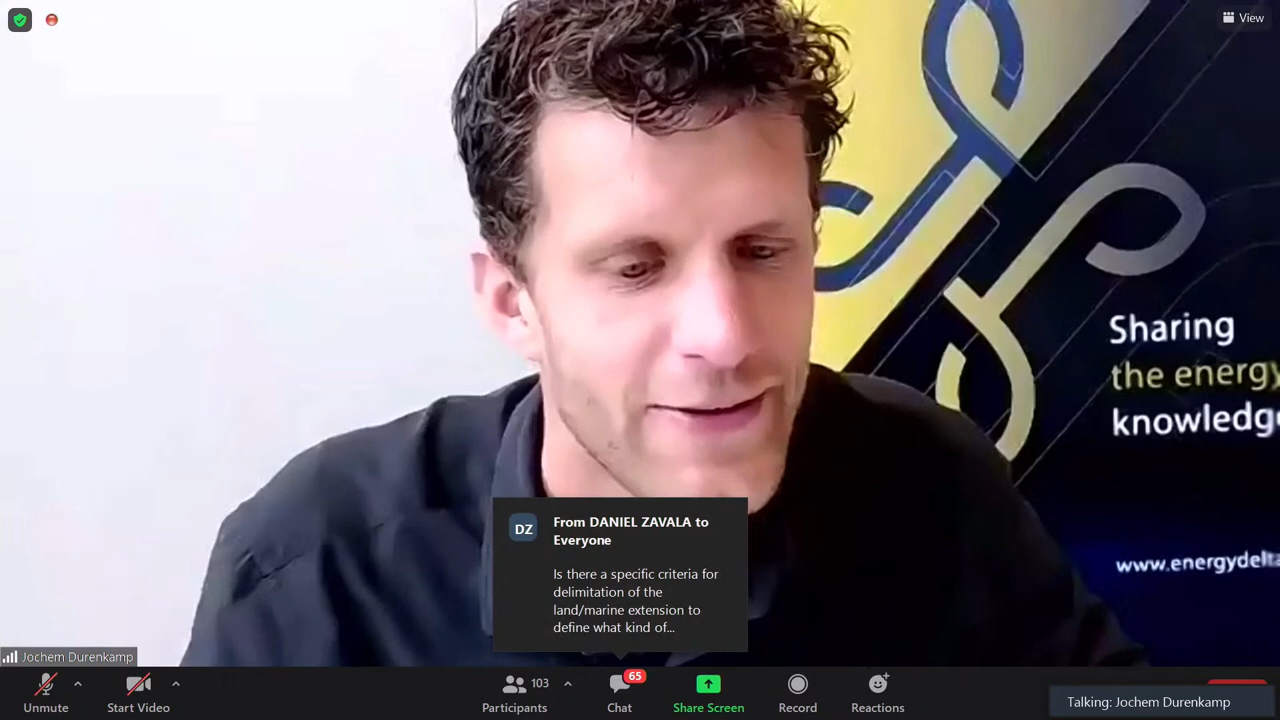 View
Sharing
the energy
knowledge
www.energydelta
DZ
From DANIEL ZAVALA to
Everyone
Is there a specific criteria for
delimitation of the
land/marine extension to
define what kind of...
Jochem Durenkamp
Unmute
Start Video
103
Participants
65
Chat
Share Screen
Record
Reactions
Talking: Jochem Durenkamp